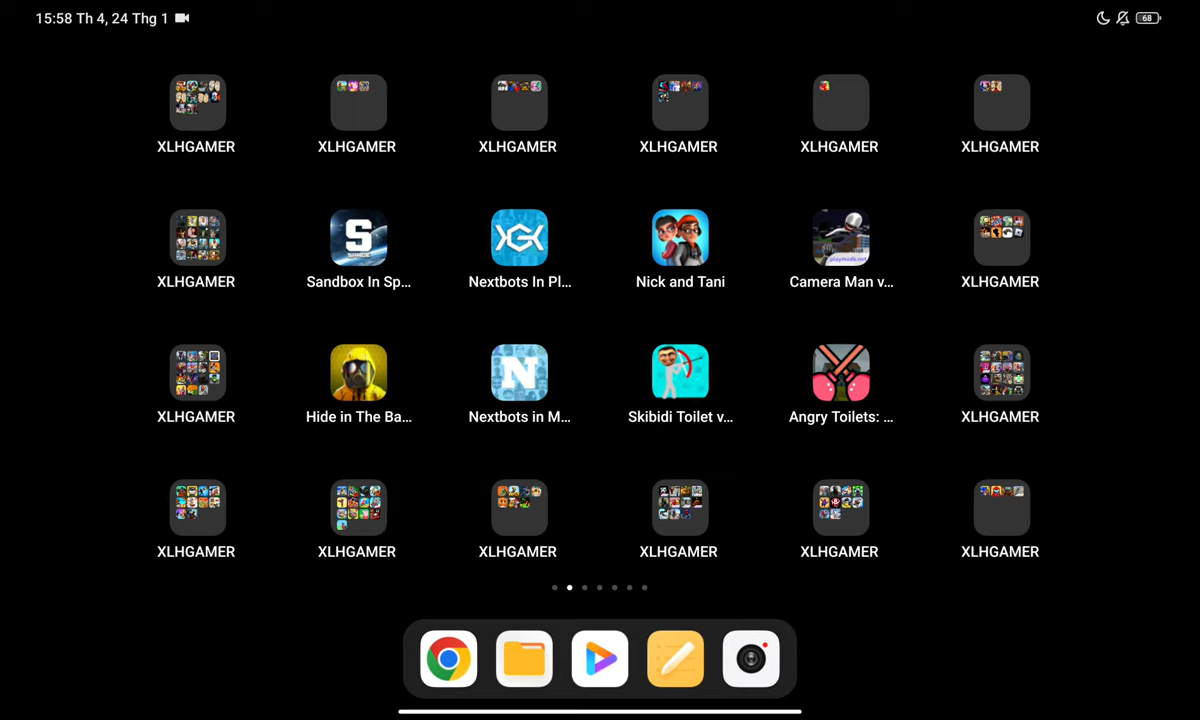 15:58 Th 4, 24 Thg 1
68
XLHGAMER XLHGAMER XLHGAMER XLHGAMER XLHGAMER XLHGAMER
S
playmods.net
XLHGAMER Sandbox In Sp... Nextbots In Pl... Nick and Tani Camera Man v... XLHGAMER
N
XLHGAMER Hide in The Ba... Nextbots in M... Skibidi Toilet v... Angry Toilets: ... XLHGAMER
XLHGAMER XLHGAMER XLHGAMER XLHGAMER XLHGAMER XLHGAMER